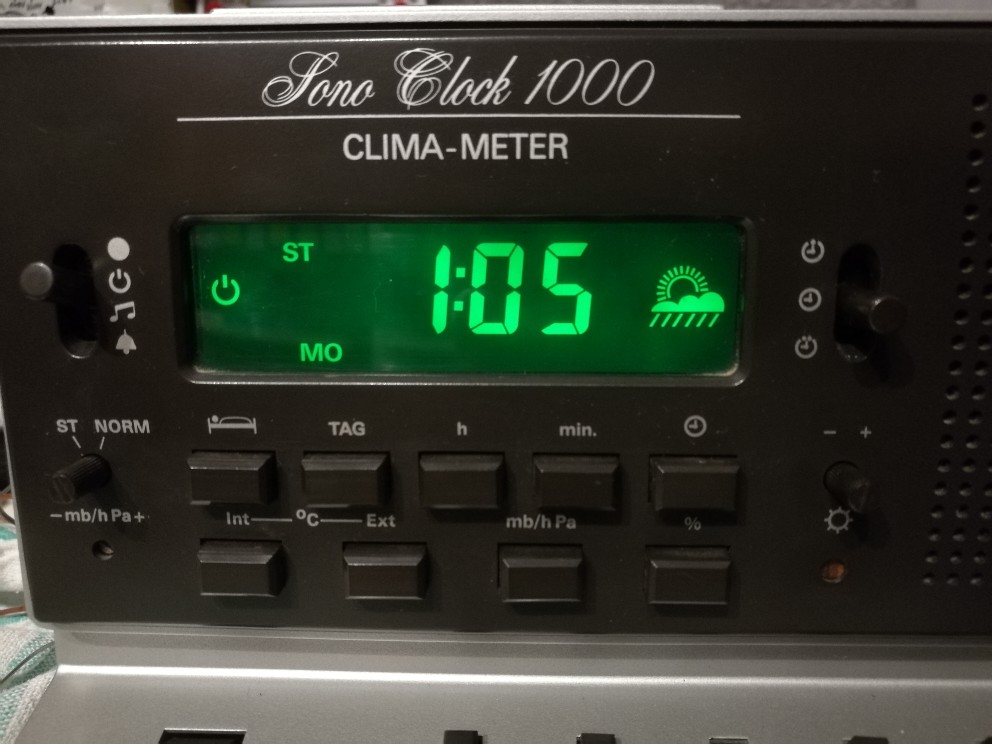 Sono Clock 1000
CLIMA-METER
ST
1:05
MO
ST NORM
TAG h min.
- +
-mb/h Pa+
Int °C Ext mb/h Pa %